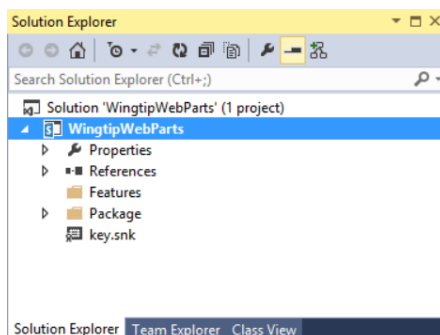 Solution Explorer
Search Solution Explorer (Ctrl+;)
Solution 'WingtipWebParts' (1 project)
WingtipWebParts
Properties
References
Features
Package
key.snk
Solution Explorer Team Explorer Class View